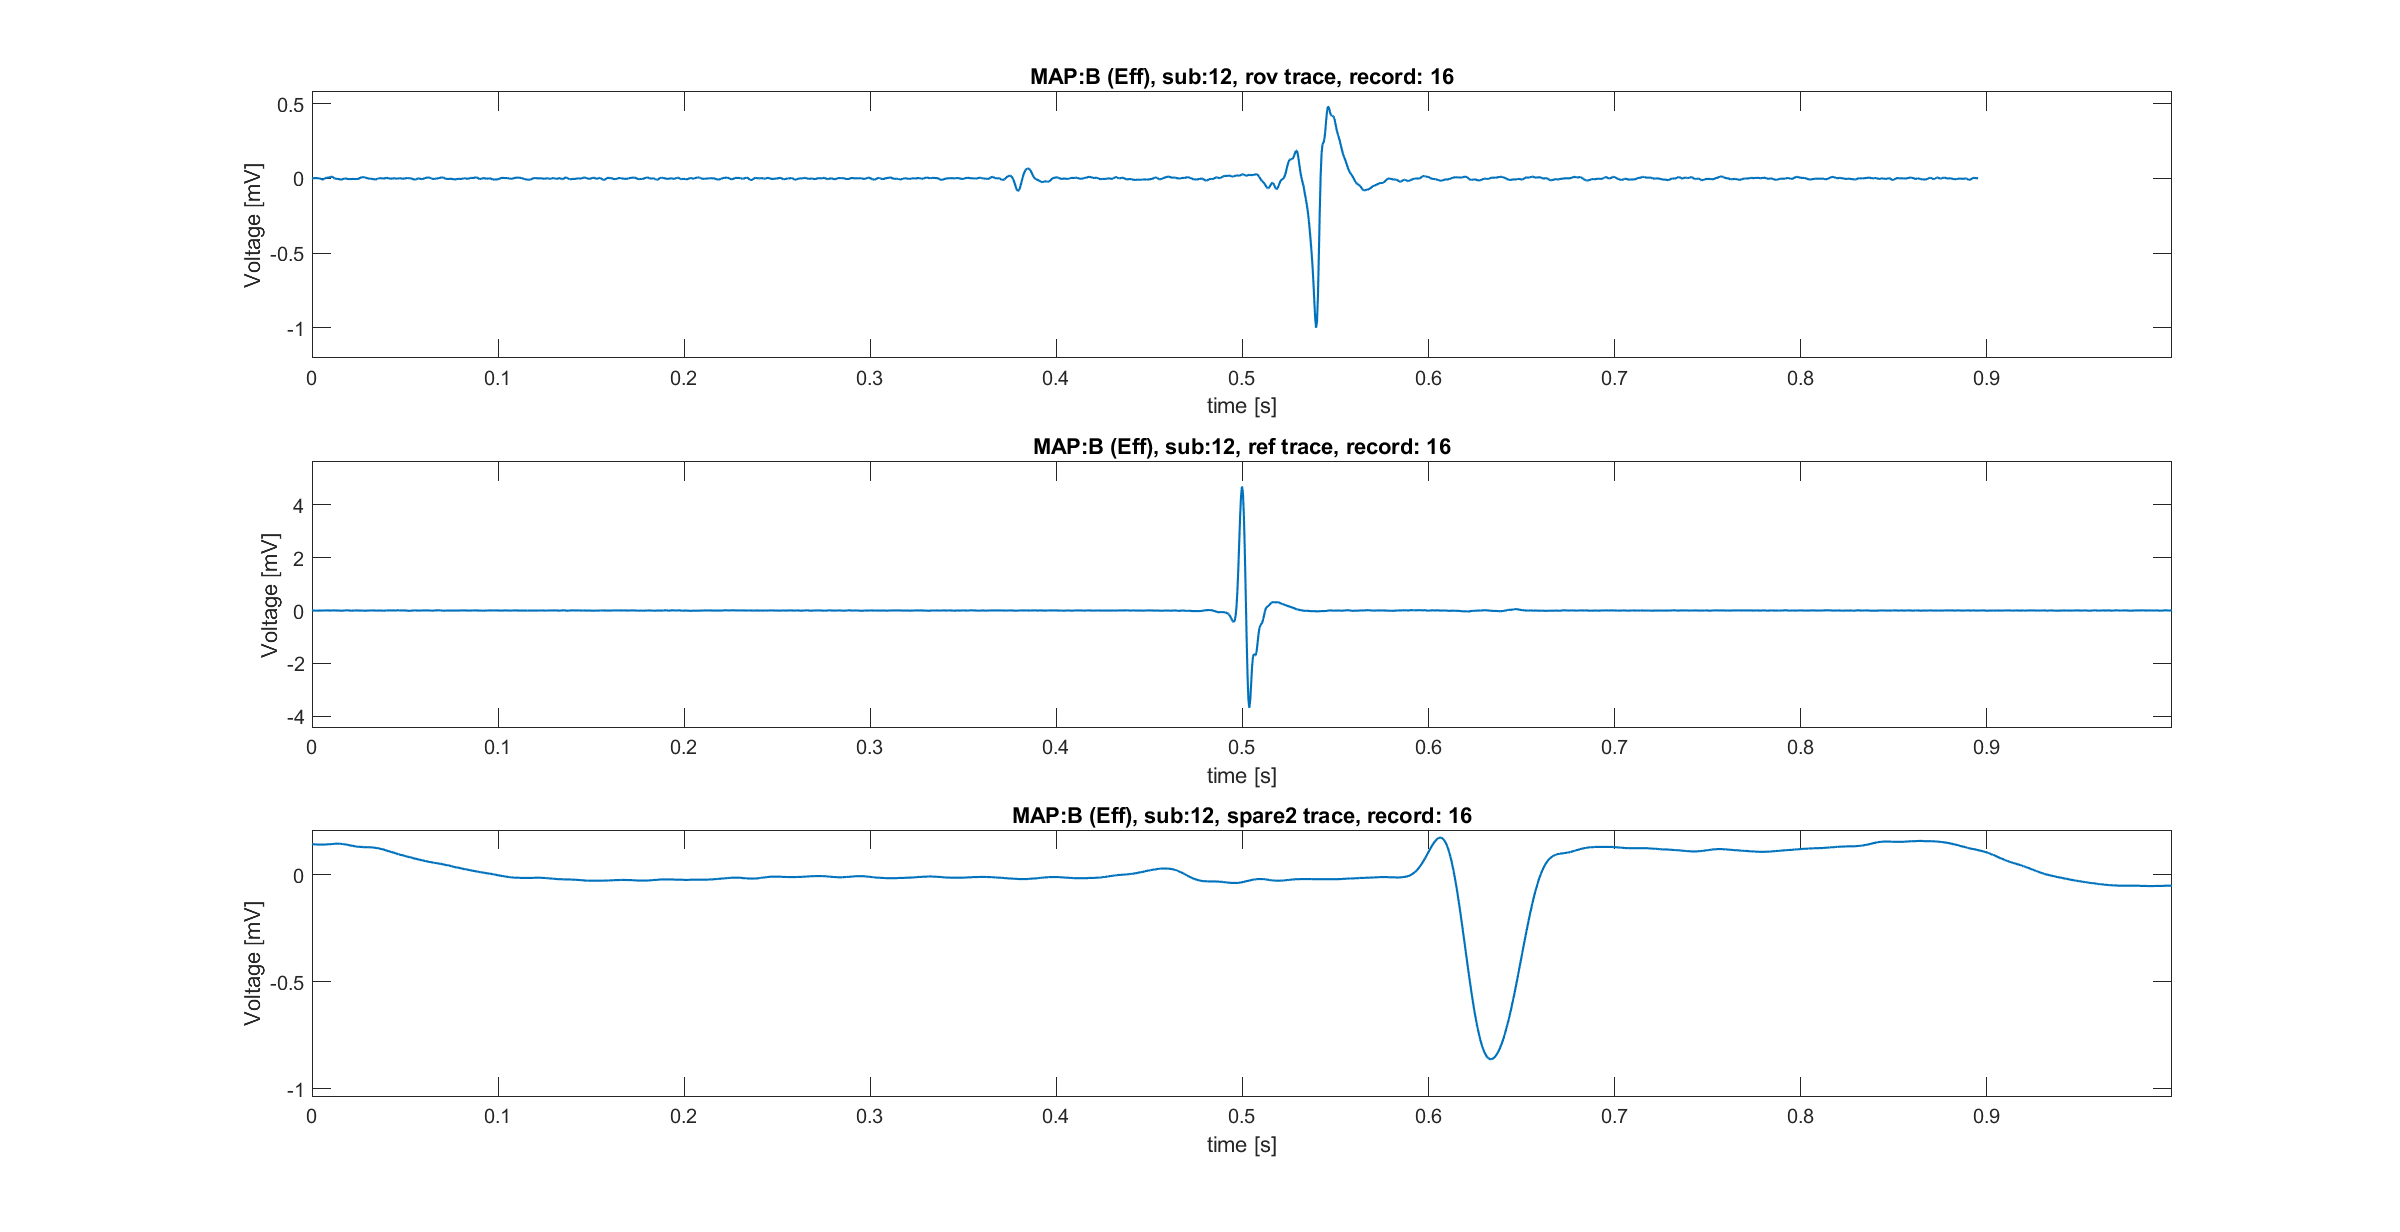 MAP:B (Eff), sub:12, rov trace, record: 16
0.5
0
-0.5
-1
Voltage [mV]
0 0.1 0.2 0.3 0.4 0.5 0.6 0.7 0.8 0.9
time [s]
MAP:B (Eff), sub:12, ref trace, record: 16
4
2
0
-2
-4
Voltage [mV]
0 0.1 0.2 0.3 0.4 0.5 0.6 0.7 0.8 0.9
time [s]
MAP:B (Eff), sub:12, spare2 trace, record: 16
0
-0.5
-1
Voltage [mV]
0 0.1 0.2 0.3 0.4 0.5 0.6 0.7 0.8 0.9
time [s]